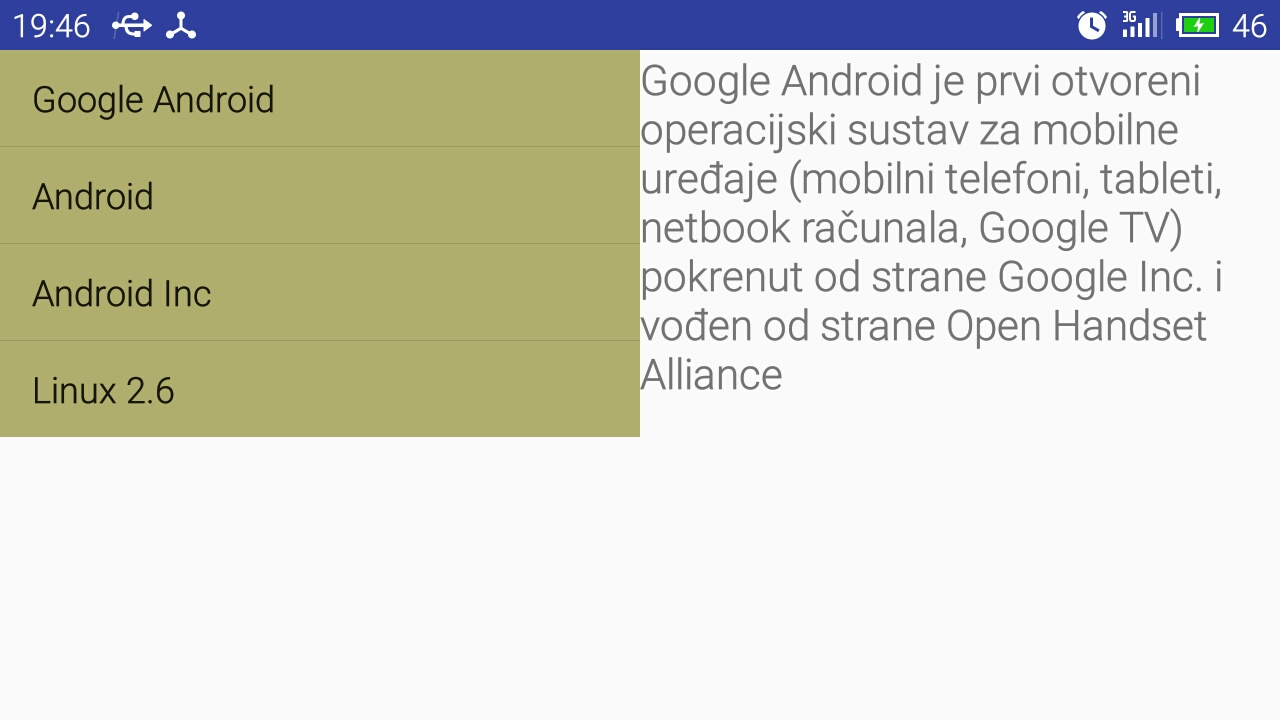 19:46 3G 46
Google Android
Android
Android Inc
Linux 2.6
Google Android je prvi otvoreni
operacijski sustav za mobilne
uređaje (mobilni telefoni, tableti,
netbook računala, Google TV)
pokrenut od strane Google Inc. i
vođen od strane Open Handset
Alliance